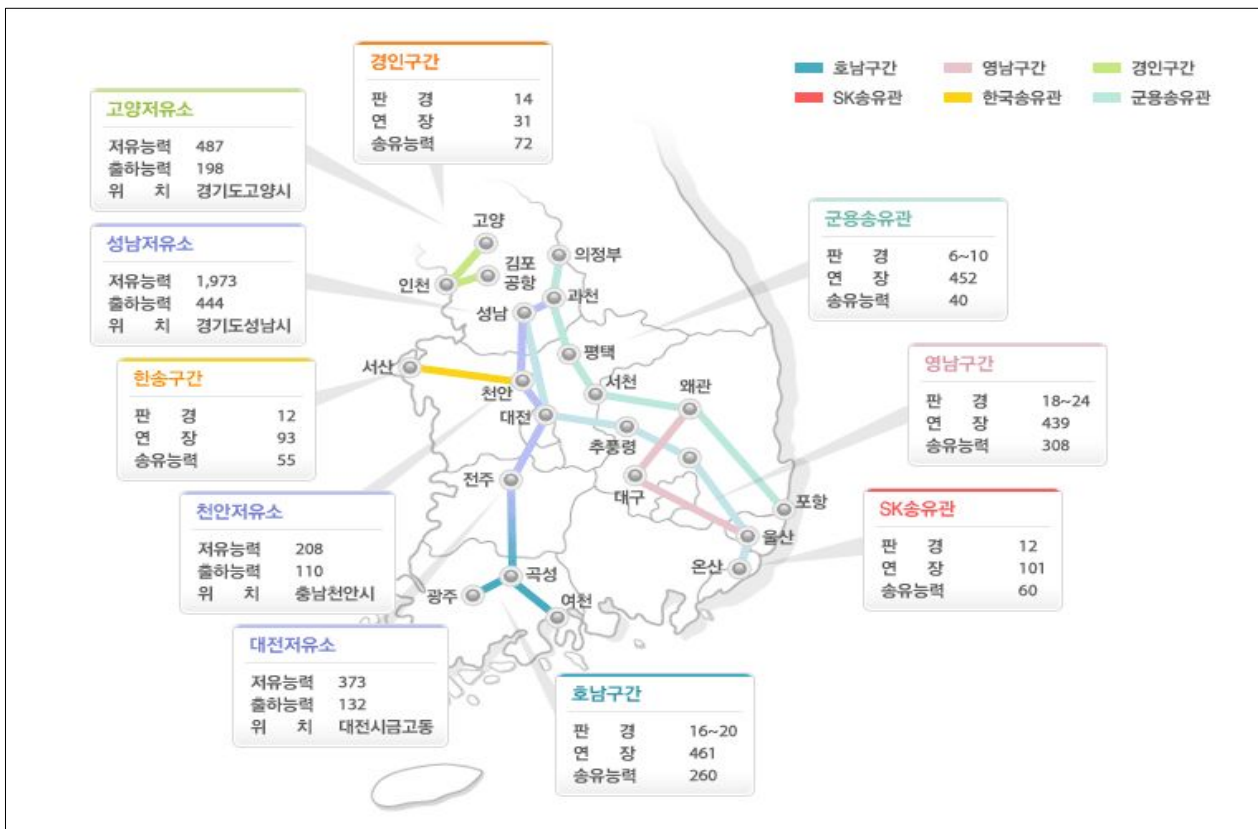 호남구간 영남구간 경인구간
SK송유관 한국송유관 군용송유관
경인구간
판 경 14
연 장 31
송유능력 72
고양저유소
저유능력 487
출하능력 198
위 치 경기도고양시
성남저유소
저유능력 1,973
출하능력 444
위 치 경기도성남시
한송구간
판 경 12
연 장 93
송유능력 55
천안저유소
저유능력 208
출하능력 110
위 치 충남천안시
대전저유소
저유능력 373
출하능력 132
위 치 대전시금고동
호남구간
판 경 16~20
연 장 461
송유능력 260
군용송유관
판 경 6~10
연 장 452
송유능력 40
영남구간
판 경 18~24
연 장 439
송유능력 308
SK송유관
판 경 12
연 장 101
송유능력 60
고양
의정부
김포
공항
인천
과천
성남
평택
서산
천안
서천
왜관
대전
추풍령
전주
대구
포항
울산
온산
곡성
광주
여천